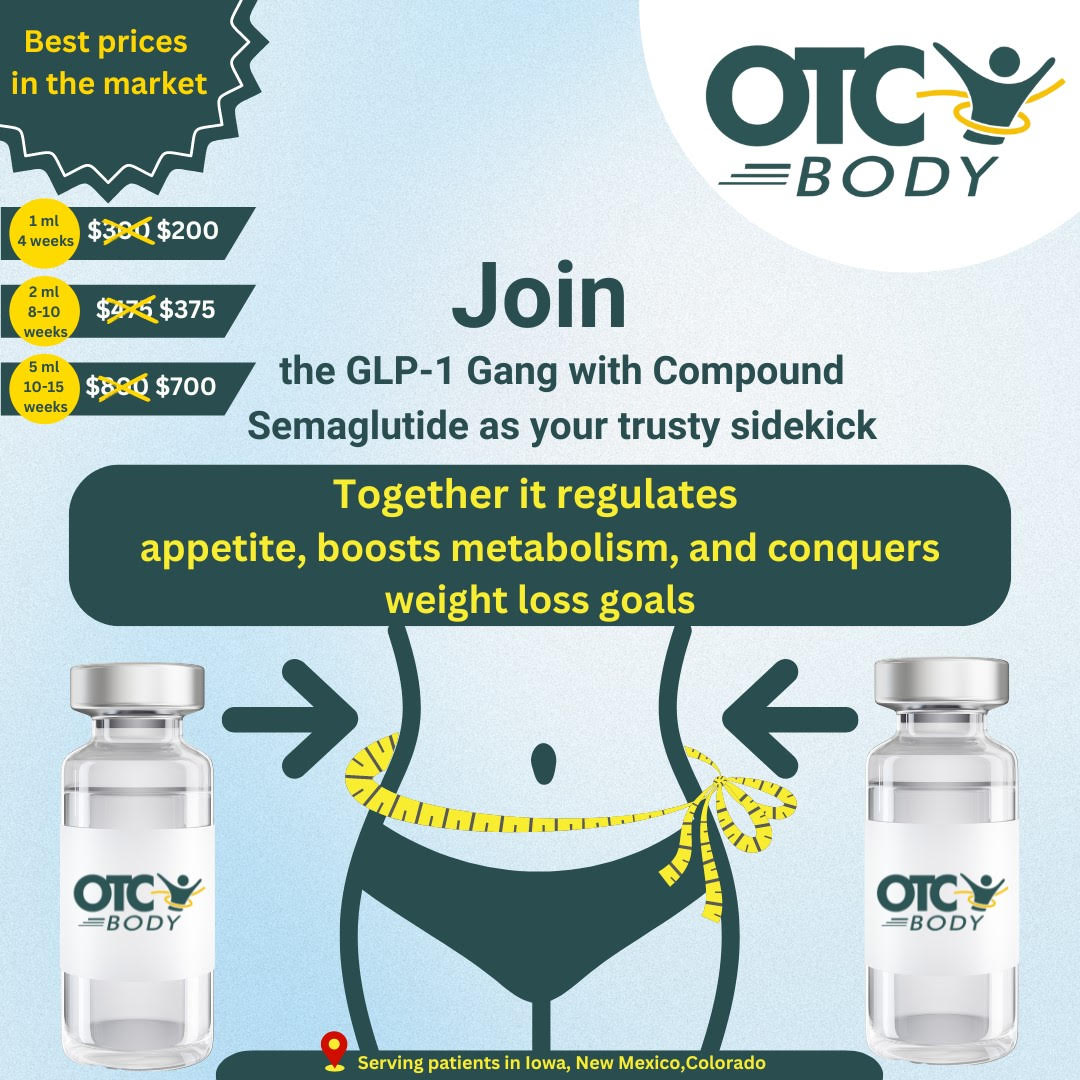 Best prices
in the market
OTC
BODY
1 ml
4 weeks
$300 $200
2 ml
8-10
weeks
$475 $375
5 ml
10-15
weeks
$800 $700
Join
the GLP-1 Gang with Compound
Semaglutide as your trusty sidekick
Together it regulates
appetite, boosts metabolism, and conquers
weight loss goals
OTC
BODY
OTC
BODY
Serving patients in Iowa, New Mexico,Colorado